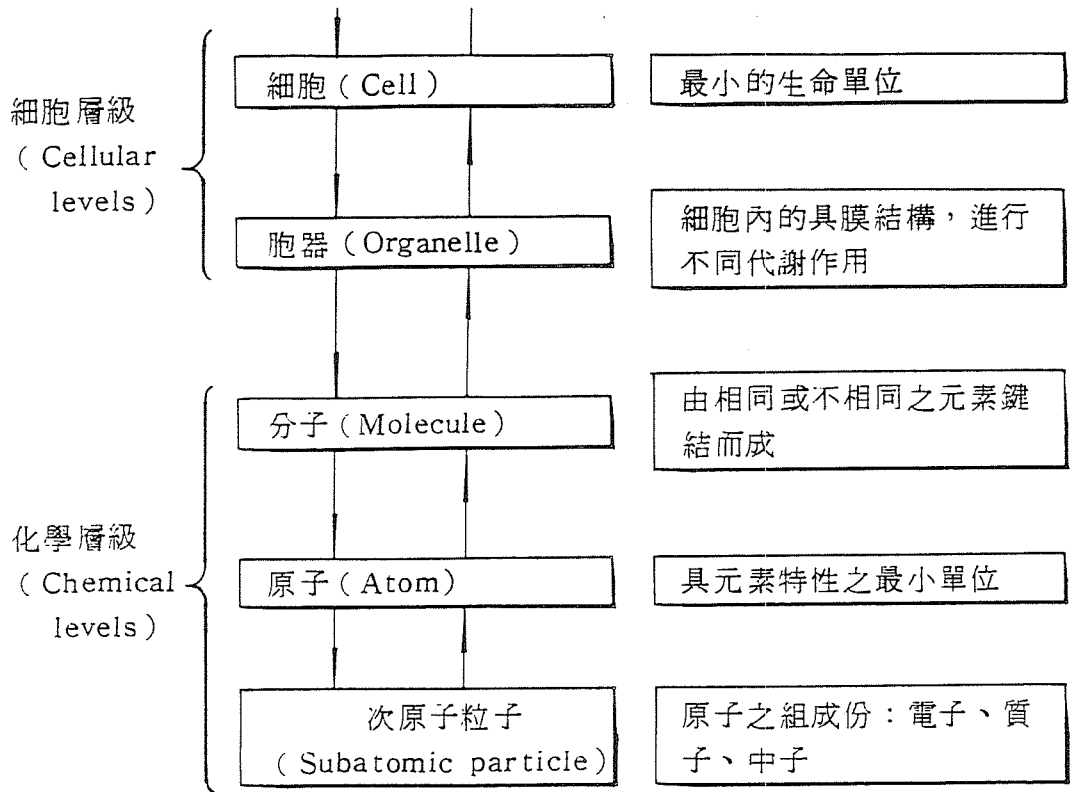 細胞(Cell)
最小的生命單位
細胞層級
(Cellular
levels)
胞器(Organelle)
細胞內的具膜結構,進行
不同代謝作用
分子(Molecule)
由相同或不相同之元素鍵
結而成
化學層級
(Chemical
levels)
原子(Atom)
具元素特性之最小單位
次原子粒子
(Subatomic particle)
原子之組成份:電子、質
子、中子